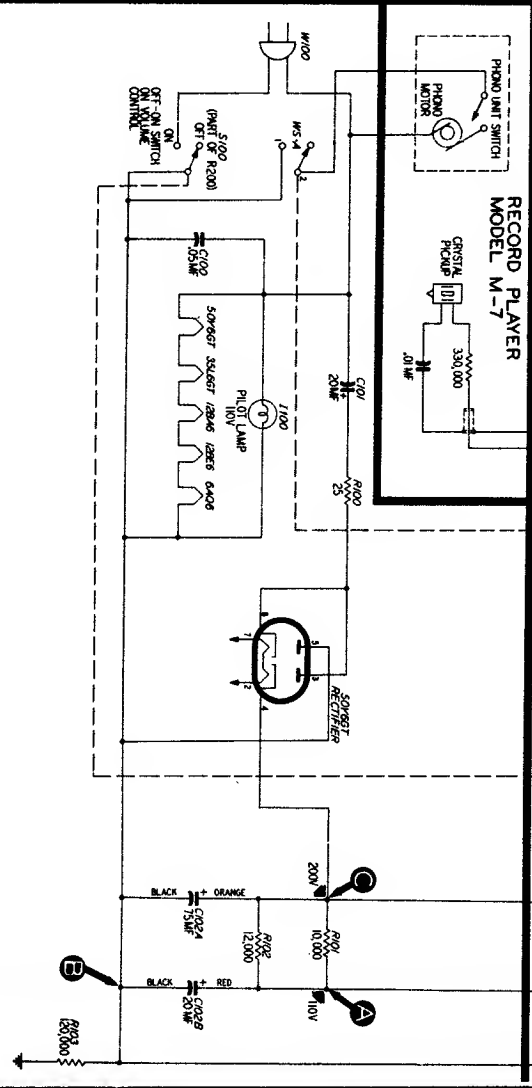 RECORD PLAYER
MODEL M-7
PHONO UNIT SWITCH
PHONO
MOTOR
CRYSTAL
PICKUP
330,000
.01 MF
W100
WS-A
1
2
S100
(PART OF R200)
OFF
ON
OFF-ON SWITCH
ON VOLUME
CONTROL
C100
.05MF
C101
20MF
+
R100
25
I100
PILOT LAMP
110V
50Y6GT
35L6GT
12BA6
12BE6
6AQ6
50Y6GT
RECTIFIER
8
5
3
7
2
4
200V
C
R101
10,000
A
110V
R102
12,000
BLACK
+
ORANGE
C102A
75MF
BLACK
+
RED
C102B
20MF
B
R103
120,000